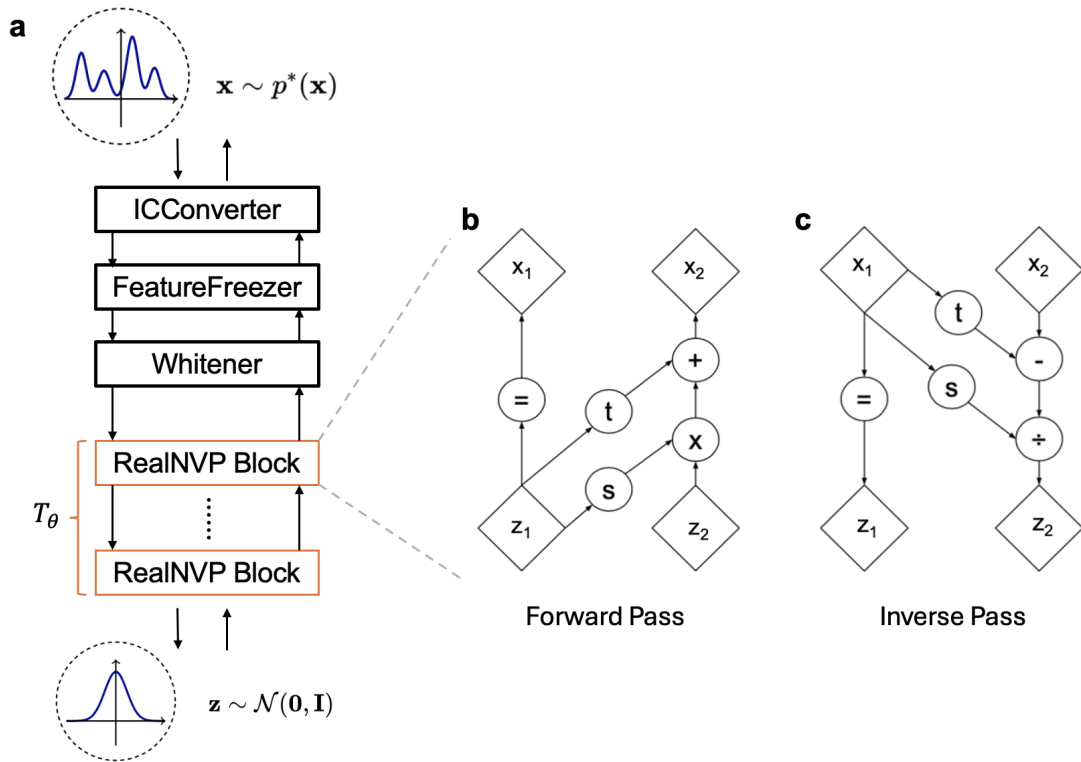 a
x ∼ p*(x)
ICConverter
FeatureFreezer
Whitener
RealNVP Block
T_θ
RealNVP Block
z ∼ 𝒩(0, I)
b
x₁
x₂
+
=
t
x
s
z₁
z₂
Forward Pass
c
x₁
x₂
t
-
s
=
÷
z₁
z₂
Inverse Pass